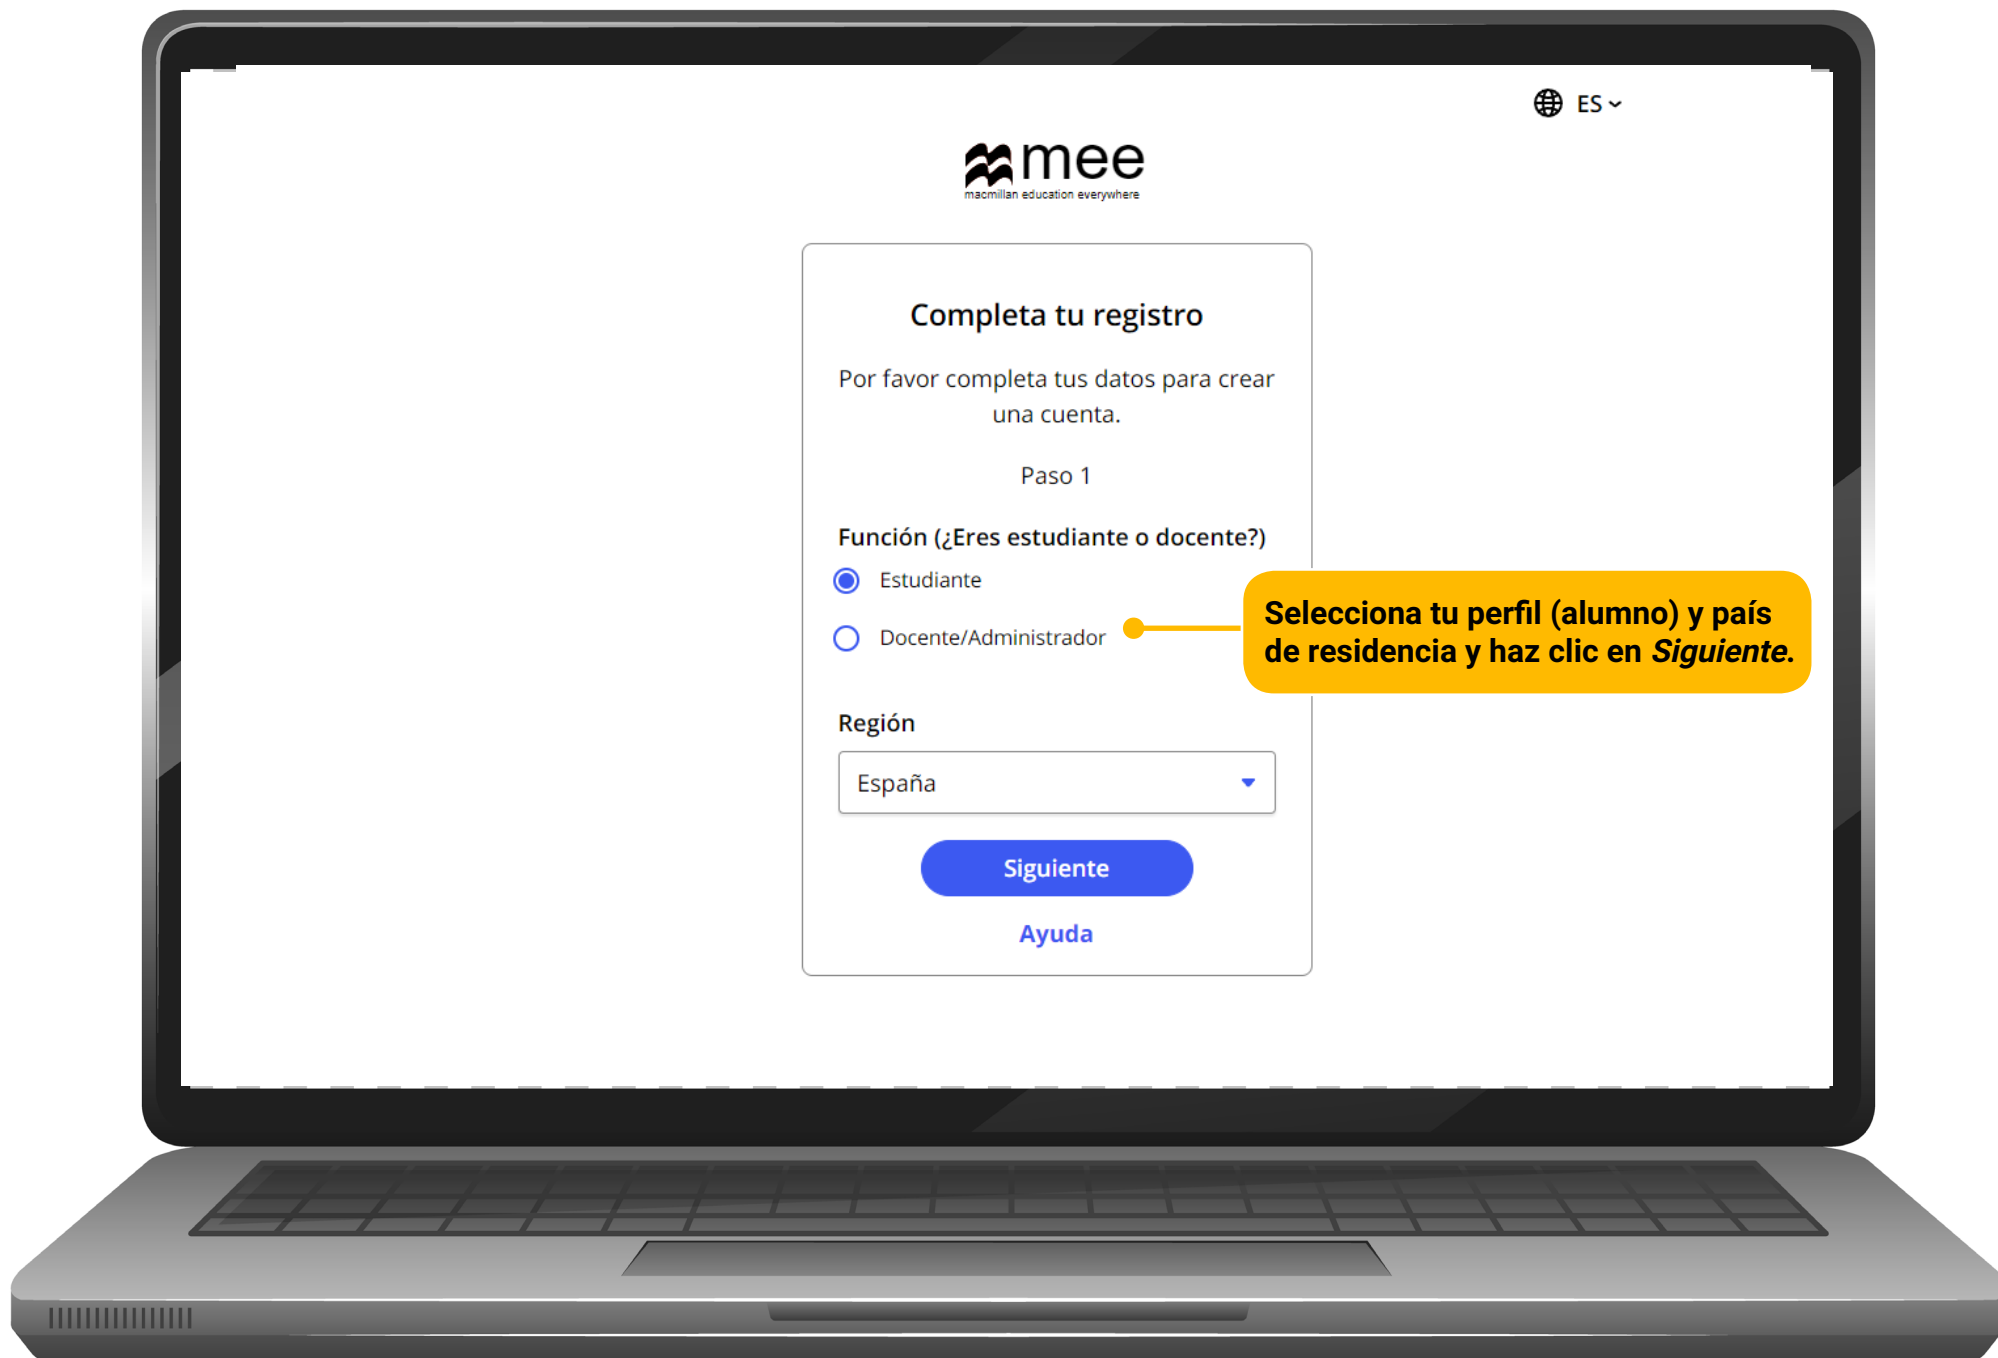 ES
mee
macmillan education everywhere
Completa tu registro
Por favor completa tus datos para crear
una cuenta.
Paso 1
Función (¿Eres estudiante o docente?)
Estudiante
Docente/Administrador
Selecciona tu perfil (alumno) y país
de residencia y haz clic en Siguiente.
Región
España
Siguiente
Ayuda